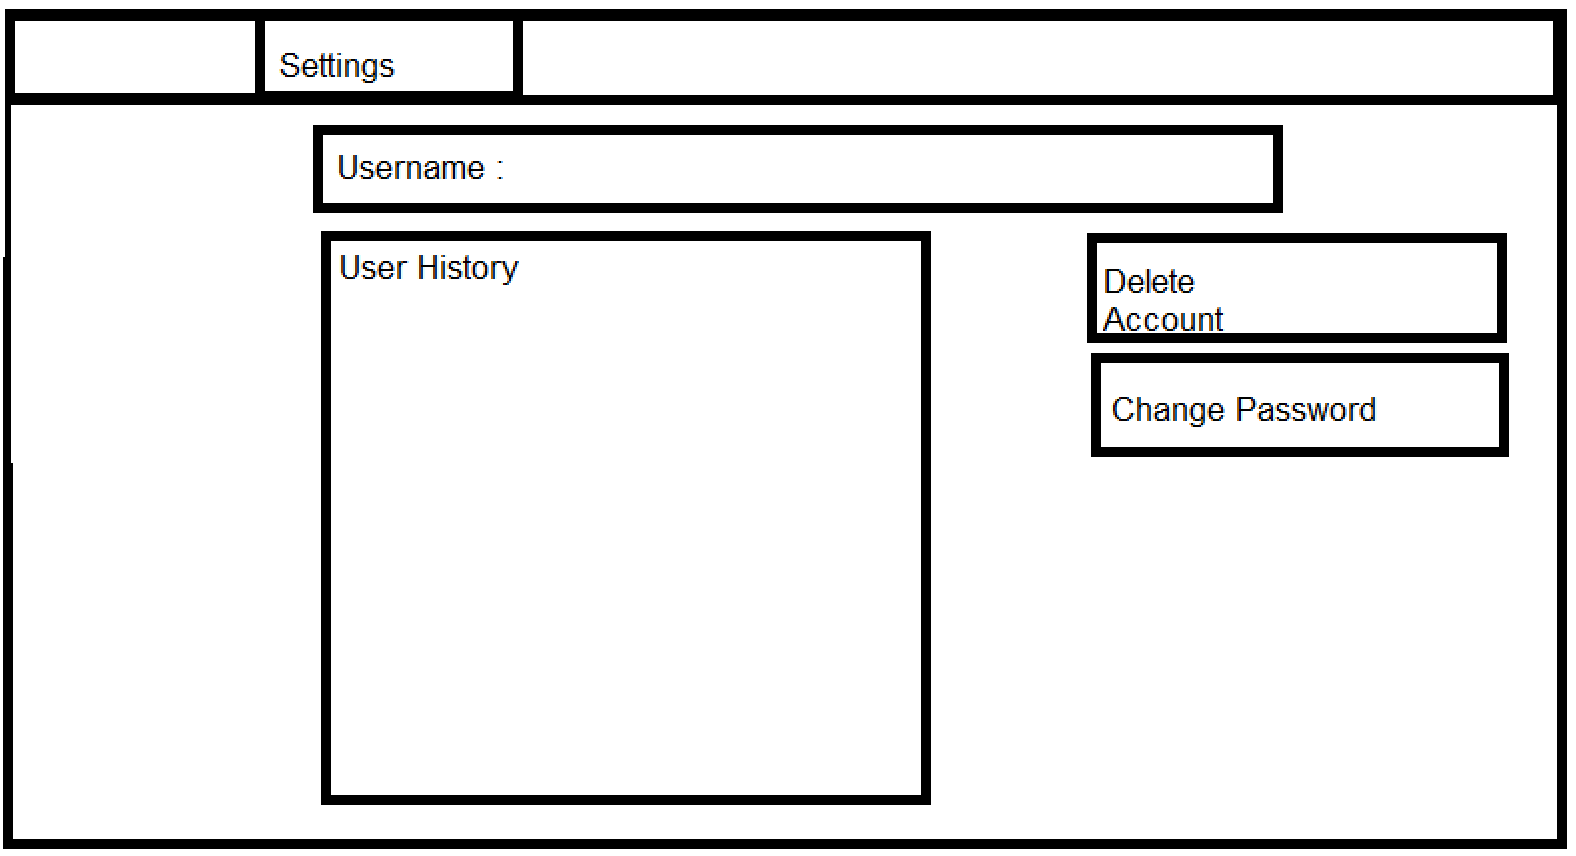 Settings
Username :
User History
Delete
Account
Change Password